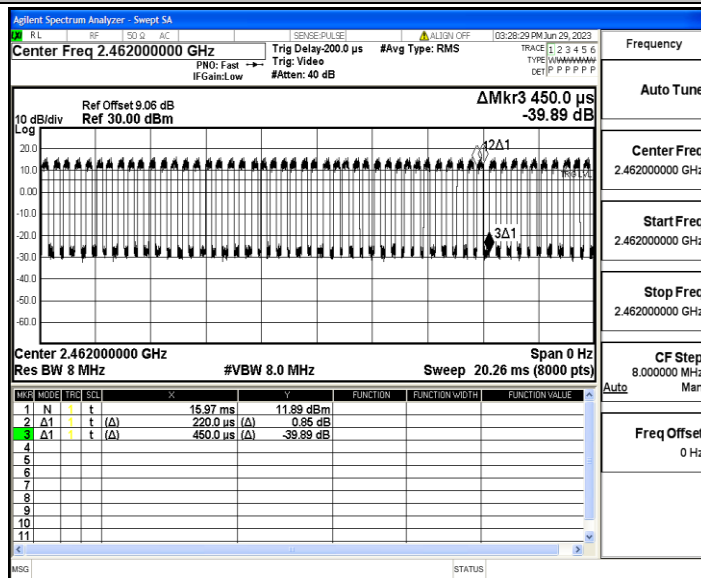 Agilent Spectrum Analyzer - Swept SA
RL RF 50 Ω AC SENSE:PULSE ALIGN OFF 03:28:29 PM Jun 29, 2023
Center Freq 2.462000000 GHz
PNO: Fast
IFGain:Low
Trig Delay-200.0 µs
Trig: Video
#Atten: 40 dB
#Avg Type: RMS
TRACE 1 2 3 4 5 6
TYPE
DET P P P P P P
Ref Offset 9.06 dB
10 dB/div Ref 30.00 dBm
Log
ΔMkr3 450.0 µs
-39.89 dB
20.0
10.0
0.00
-10.0
-20.0
-30.0
-40.0
-50.0
-60.0
2Δ1
TRIG LVL
3Δ1
Center 2.462000000 GHz Span 0 Hz
Res BW 8 MHz #VBW 8.0 MHz Sweep 20.26 ms (8000 pts)
MKR MODE TRC SCL X Y FUNCTION FUNCTION WIDTH FUNCTION VALUE
1 N t 15.97 ms 11.89 dBm
2 Δ1 t (Δ) 220.0 µs (Δ) 0.85 dB
3 Δ1 t (Δ) 450.0 µs (Δ) -39.89 dB
4
5
6
7
8
9
10
11
MSG STATUS
Frequency
Auto Tune
Center Freq
2.462000000 GHz
Start Freq
2.462000000 GHz
Stop Freq
2.462000000 GHz
CF Step
8.000000 MHz
Auto Man
Freq Offset
0 Hz